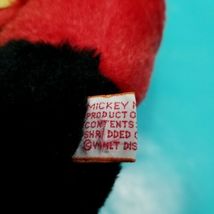 MICKEY M
PRODUCT O
CONTENTS:
SHREDDED C
© WALT DIS